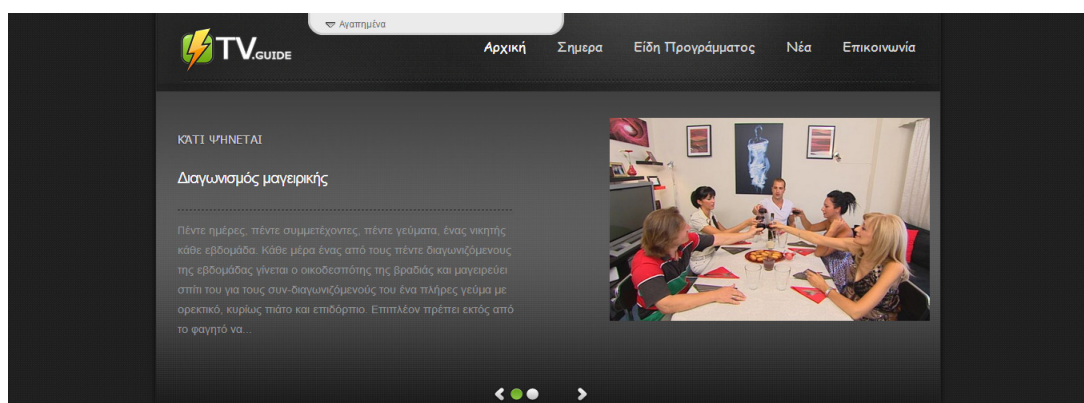 Αγαπημένα
TV.GUIDE
Αρχική Σημερα Είδη Προγράμματος Νέα Επικοινωνία
ΚΆΤΙ ΨΉΝΕΤΑΙ
Διαγωνισμός μαγειρικής
Πέντε ημέρες, πέντε συμμετέχοντες, πέντε γεύματα, ένας νικητής
κάθε εβδομάδα. Κάθε μέρα ένας από τους πέντε διαγωνιζόμενους
της εβδομάδας γίνεται ο οικοδεσπότης της βραδιάς και μαγειρεύει
σπίτι του για τους συν-διαγωνιζόμενούς του ένα πλήρες γεύμα με
ορεκτικό, κυρίως πιάτο και επιδόρπιο. Επιπλέον πρέπει εκτός από
το φαγητό να...